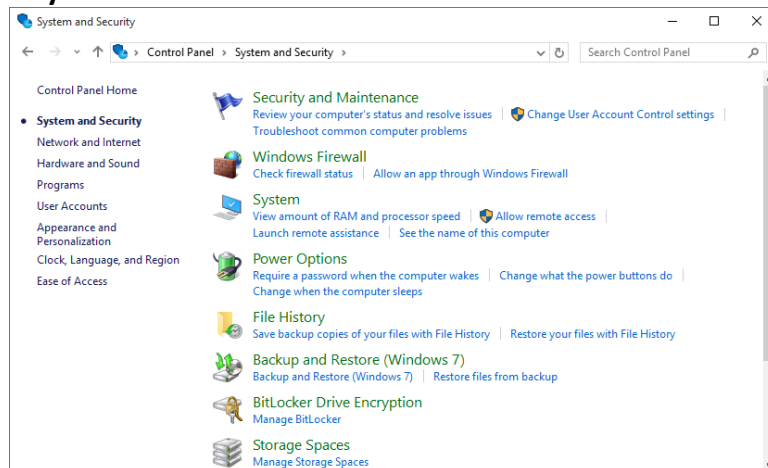 System and Security
Control Panel > System and Security >
Search Control Panel
Control Panel Home
System and Security
Network and Internet
Hardware and Sound
Programs
User Accounts
Appearance and
Personalization
Clock, Language, and Region
Ease of Access
Security and Maintenance
Review your computer's status and resolve issues | Change User Account Control settings |
Troubleshoot common computer problems
Windows Firewall
Check firewall status | Allow an app through Windows Firewall
System
View amount of RAM and processor speed | Allow remote access |
Launch remote assistance | See the name of this computer
Power Options
Require a password when the computer wakes | Change what the power buttons do |
Change when the computer sleeps
File History
Save backup copies of your files with File History | Restore your files with File History
Backup and Restore (Windows 7)
Backup and Restore (Windows 7) | Restore files from backup
BitLocker Drive Encryption
Manage BitLocker
Storage Spaces
Manage Storage Spaces